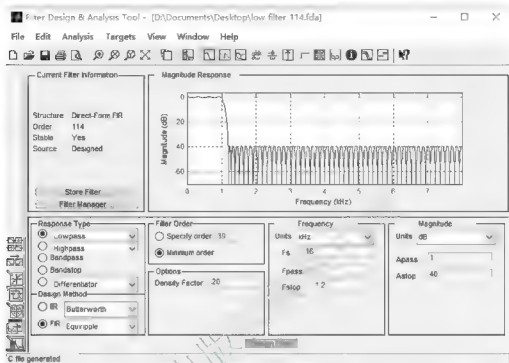 Filter Design & Analysis Tool - [D:\Documents\Desktop\low filter 114.fda]
File Edit Analysis Targets View Window Help
Current Filter Information
Structure Direct-Form FIR
Order 114
Stable Yes
Source Designed
Store Filter
Filter Manager
Magnitude Response
Magnitude (dB)
0
20
40
-60
0 1 2 3 4 5 6 7
Frequency (kHz)
Response Type
Lowpass
Highpass
Bandpass
Bandstop
Differentiator
Design Method
IIR Butterworth
FIR Equiripple
Filter Order
Specify order
Minimum order
Options
Density Factor 20
Frequency
Units kHz
Fs 16
Fpass
Fstop 1.2
Magnitude
Units dB
Apass 1
Astop 40
Design Filter
C file generated